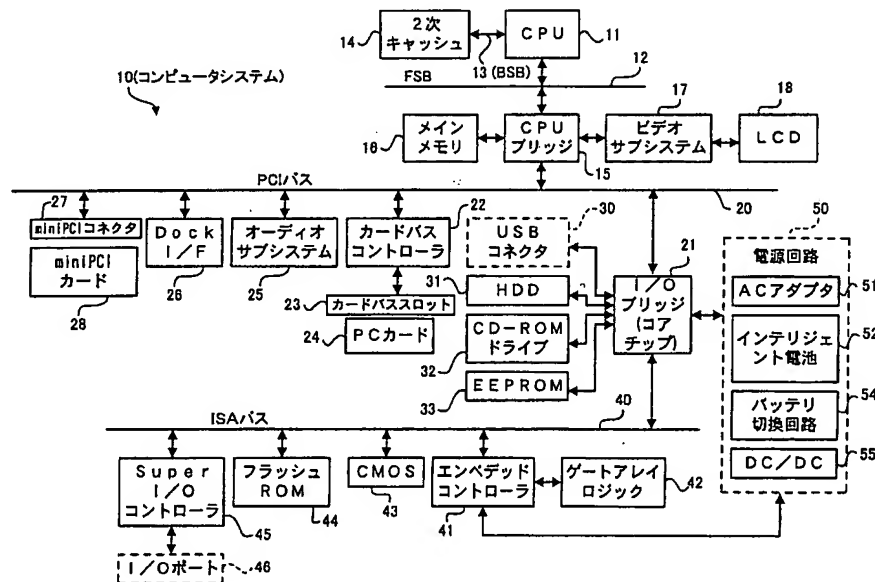 14
2次
キャッシュ
13(BSB)
CPU
11
10(コンピュータシステム)
FSB
12
16
メイン
メモリ
CPU
ブリッジ
15
17
ビデオ
サブシステム
18
LCD
PCIバス
20
27
miniPCIコネクタ
miniPCI
カード
28
Dock
I/F
26
オーディオ
サブシステム
25
22
カードバス
コントローラ
23
カードバススロット
24
PCカード
30
USB
コネクタ
31
HDD
32
CD-ROM
ドライブ
33
EEPROM
21
I/O
ブリッジ
(コア
チップ)
50
電源回路
ACアダプタ
51
インテリジェント電池
52
バッテリ
切換回路
54
DC/DC
55
ISAバス
40
Super
I/O
コントローラ
45
I/Oポート
46
フラッシュ
ROM
44
CMOS
43
エンベデッド
コントローラ
41
ゲートアレイ
ロジック
42